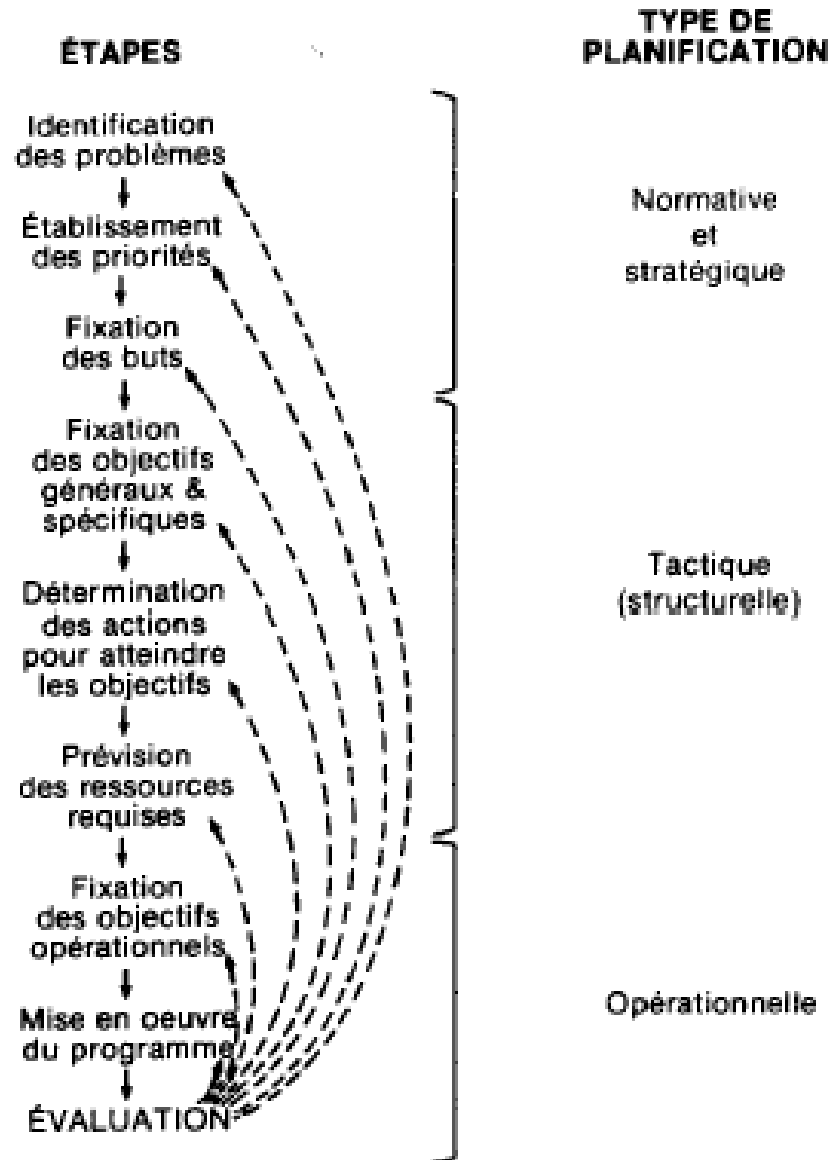 ÉTAPES
TYPE DE
PLANIFICATION
Identification
des problèmes
Établissement
des priorités
Fixation
des buts
Normative
et
stratégique
Fixation
des objectifs
généraux &
spécifiques
Détermination
des actions
pour atteindre
les objectifs
Prévision
des ressources
requises
Tactique
(structurelle)
Fixation
des objectifs
opérationnels
Mise en oeuvre
du programme
ÉVALUATION
Opérationnelle